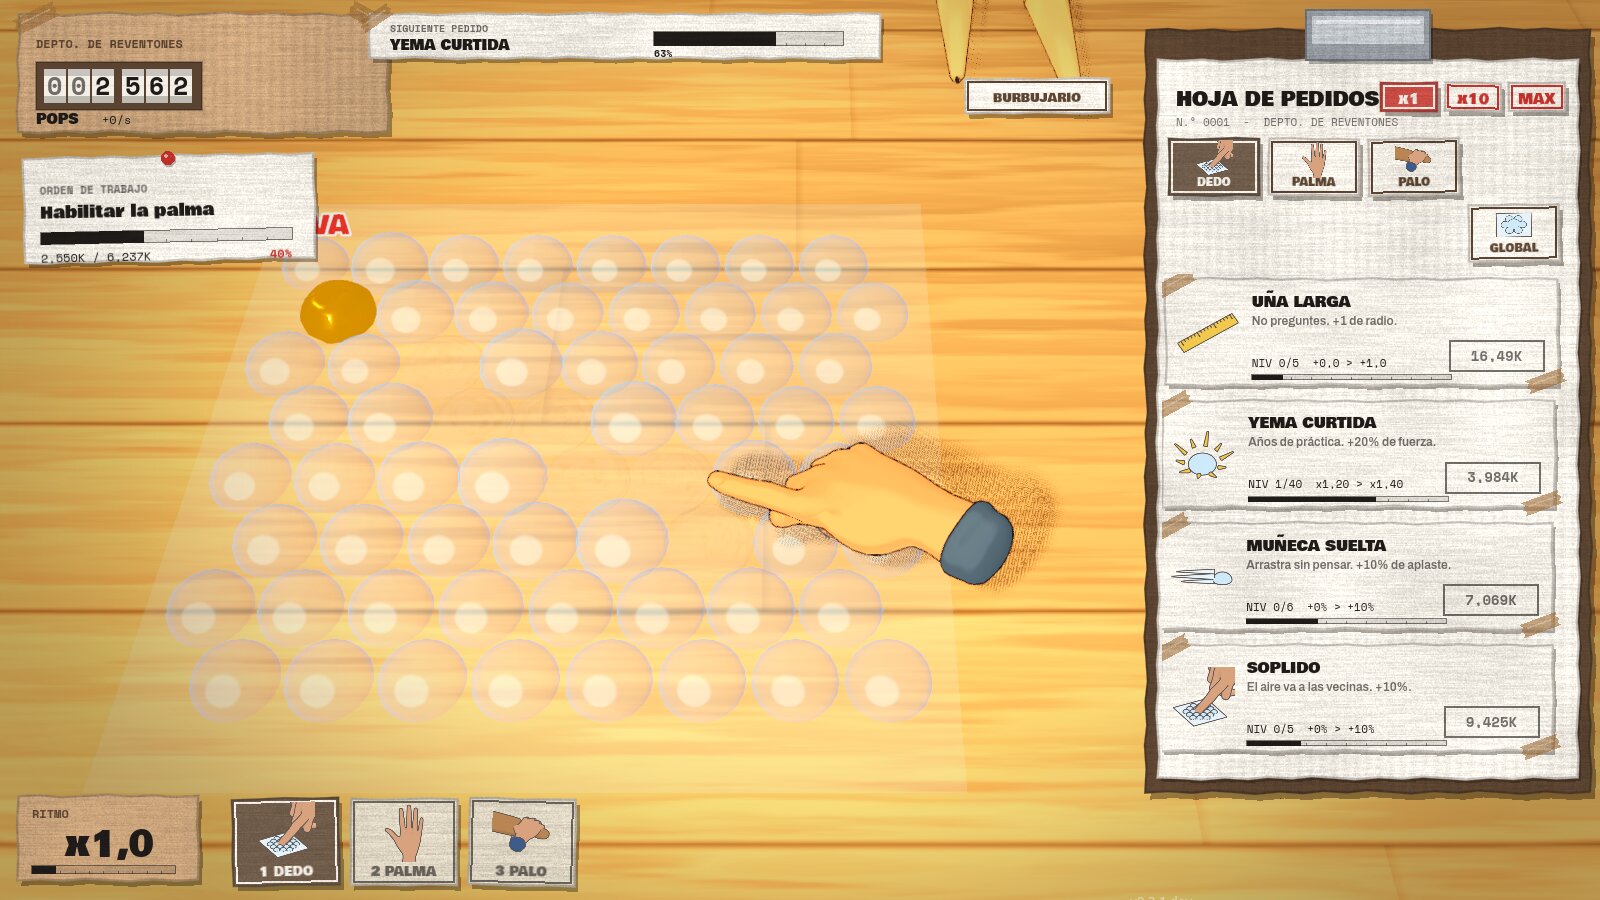 DEPTO. DE REVENTONES
002562
POPS +0/s
SIGUIENTE PEDIDO
YEMA CURTIDA
63%
BURBUJARIO
ORDEN DE TRABAJO
Habilitar la palma
2,550K / 6,237K
40%
VA
HOJA DE PEDIDOS
x1
x10
MAX
N.° 0001 - DEPTO. DE REVENTONES
DEDO
PALMA
PALO
GLOBAL
UÑA LARGA
No preguntes. +1 de radio.
NIV 0/5 +0,0 > +1,0
16,49K
YEMA CURTIDA
Años de práctica. +20% de fuerza.
NIV 1/40 x1,20 > x1,40
3,984K
MUÑECA SUELTA
Arrastra sin pensar. +10% de aplaste.
NIV 0/6 +0% > +10%
7,069K
SOPLIDO
El aire va a las vecinas. +10%.
NIV 0/5 +0% > +10%
9,425K
RITMO
x1,0
1 DEDO
2 PALMA
3 PALO